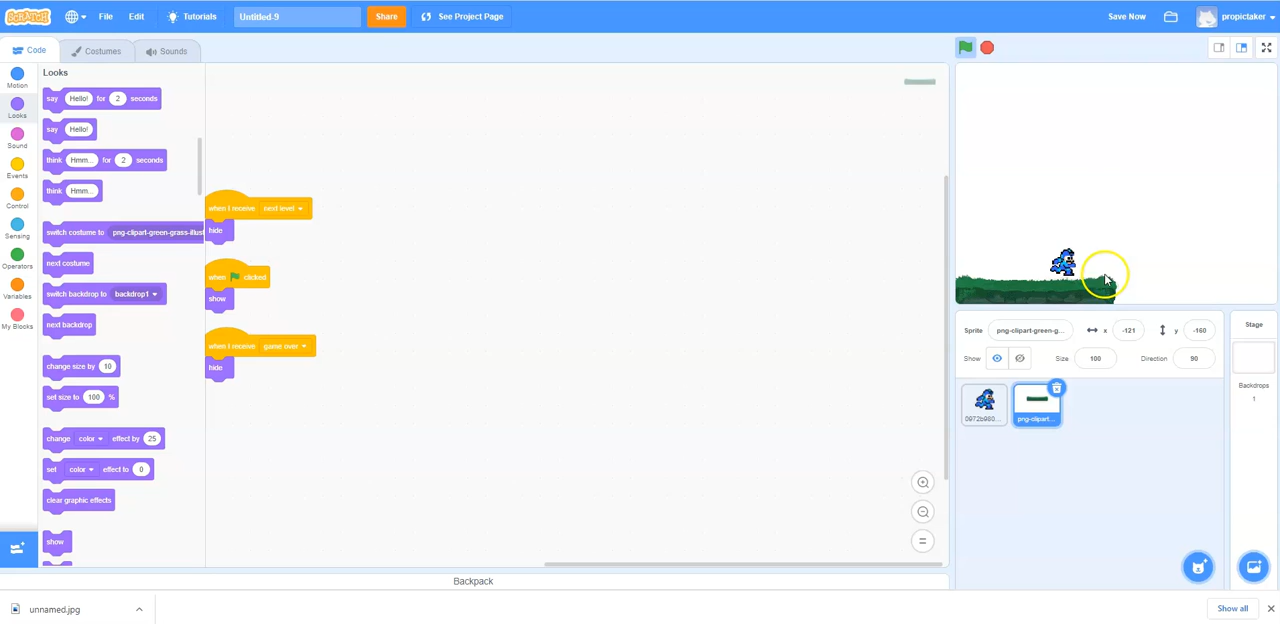 SCRATCH File Edit Tutorials Untitled-9 Share See Project Page Save Now propictaker
Code Costumes Sounds
Motion
Looks
Sound
Events
Control
Sensing
Operators
Variables
My Blocks
Looks
say Hello! for 2 seconds
say Hello!
think Hmm... for 2 seconds
think Hmm...
switch costume to png-clipart-green-grass-illust
next costume
switch backdrop to backdrop1
next backdrop
change size by 10
set size to 100 %
change color effect by 25
set color effect to 0
clear graphic effects
show
when I receive next level
hide
when clicked
show
when I receive game over
hide
Sprite png-clipart-green-g... x -121 y -160
Show Size 100 Direction 90
0972b980...
png-clipart...
Stage
Backdrops
1
Backpack
unnamed.jpg Show all